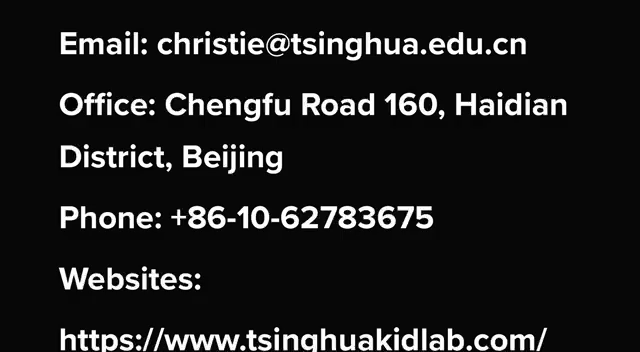 Email: christie@tsinghua.edu.cn
Office: Chengfu Road 160, Haidian
District, Beijing
Phone: +86-10-62783675
Websites:
https://www.tsinghuakidlab.com/